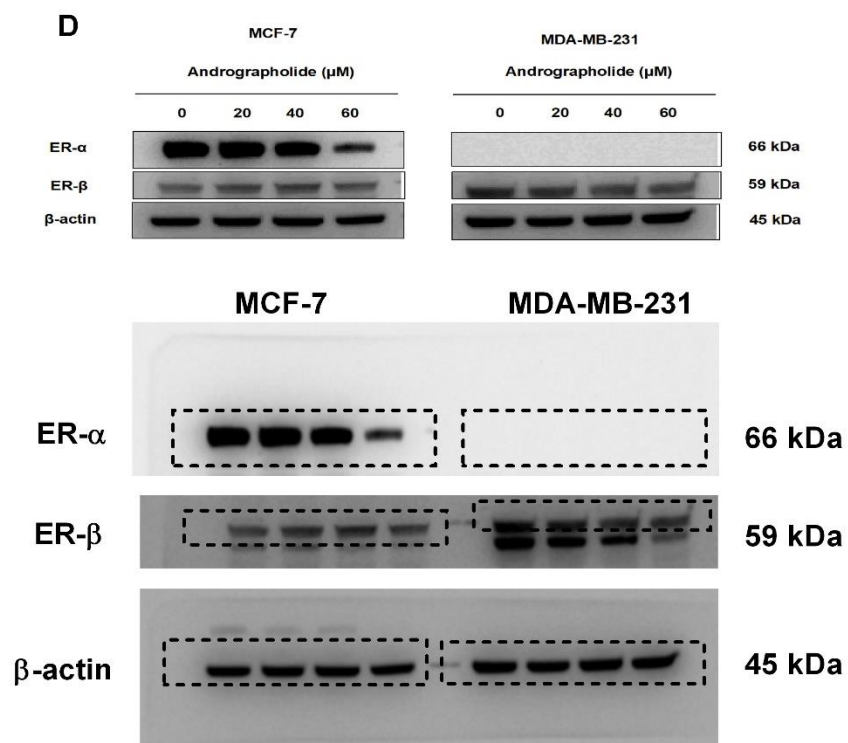 D
MCF-7 MDA-MB-231
Andrographolide (µM) Andrographolide (µM)
0 20 40 60 0 20 40 60
ER-α 66 kDa
ER-β 59 kDa
β-actin 45 kDa
MCF-7 MDA-MB-231
ER-α 66 kDa
ER-β 59 kDa
β-actin 45 kDa